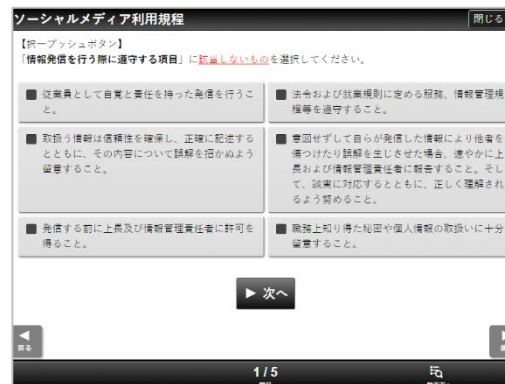 ソーシャルメディア利用規程
閉じる
【択一プッシュボタン】
「情報発信を行う際に遵守する項目」に該当しないものを選択してください。
従業員として自覚と責任を持った発信を行うこ
と。
法令および就業規則に定める服務、情報管理規
程等を遵守すること。
取扱う情報は信頼性を確保し、正確に記述する
とともに、その内容について誤解を招かぬよう
留意すること。
意図せずして自らが発信した情報により他者を
傷つけたり誤解を生じさせた場合、速やかに上
長および情報管理責任者に報告すること。そし
て、誠実に対応するとともに、正しく理解され
るよう努めること。
発信する前に上長及び情報管理責任者に許可を
得ること。
職務上知り得た秘密や個人情報の取扱いに十分
留意すること。
▶ 次へ
戻る
1 / 5